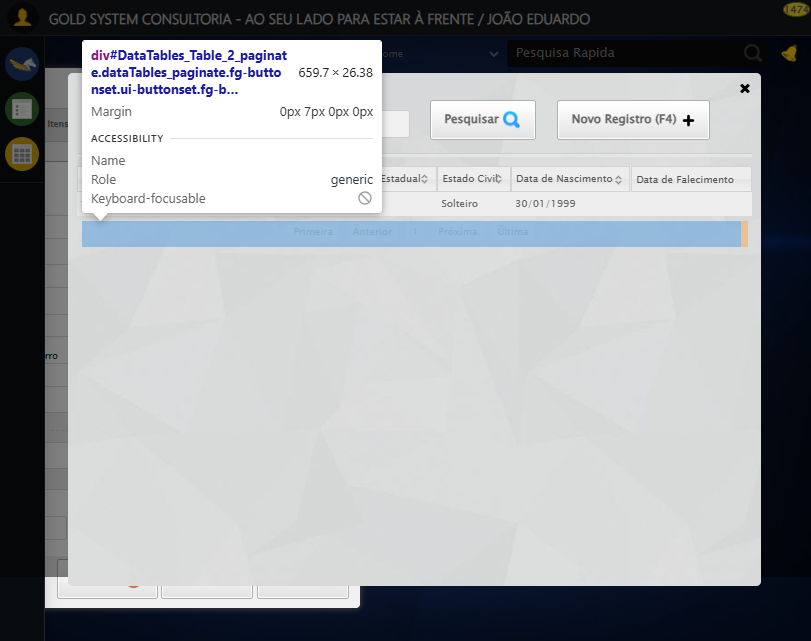 GOLD SYSTEM CONSULTORIA - AO SEU LADO PARA ESTAR À FRENTE / JOÃO EDUARDO
1474
div#DataTables_Table_2_paginat
e.dataTables_paginate.fg-butto
nset.ui-buttonset.fg-b...
659.7 × 26.38
Margin
0px 7px 0px 0px
ACCESSIBILITY
Name
Role
generic
Keyboard-focusable
ome
Pesquisa Rapida
Itens
Pesquisar
Novo Registro (F4)
Estadual
Estado Civil
Data de Nascimento
Data de Falecimento
Solteiro
30/01/1999
Primeira
Anterior
1
Próxima
Última
rro